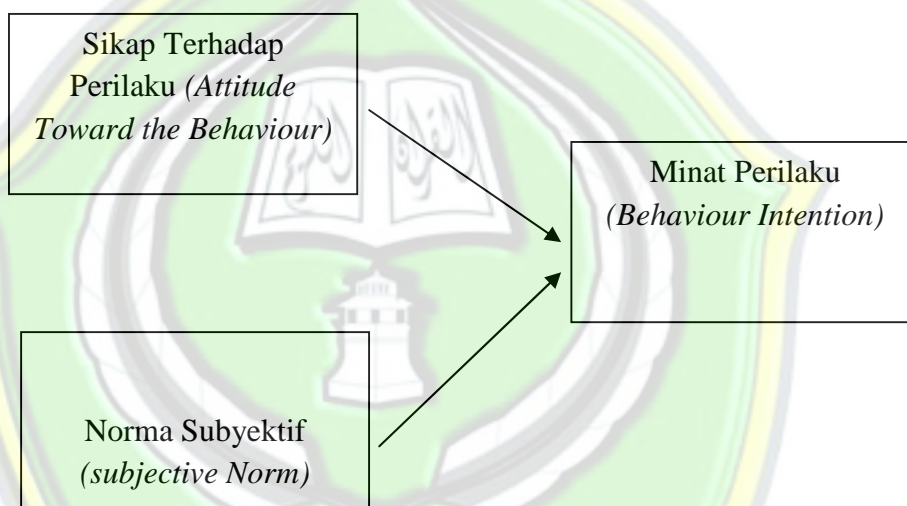 Sikap Terhadap
Perilaku (Attitude
Toward the Behaviour)
Minat Perilaku
(Behaviour Intention)
Norma Subyektif
(subjective Norm)